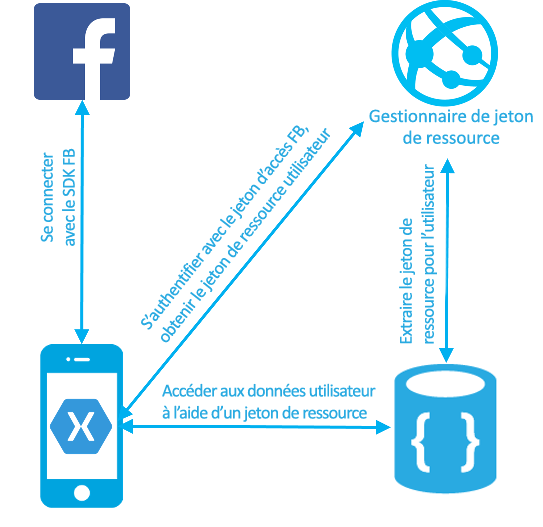 f
Gestionnaire de jeton
de ressource
Se connecter
avec le SDK FB
S'authentifier avec le jeton d'accès FB,
obtenir le jeton de ressource utilisateur
Extraire le jeton de
ressource pour l'utilisateur
Accéder aux données utilisateur
à l'aide d'un jeton de ressource
X
{ }